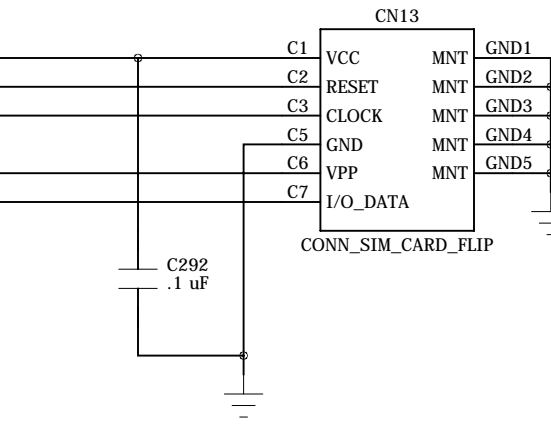 CN13
C1 VCC MNT GND1
C2 RESET MNT GND2
C3 CLOCK MNT GND3
C5 GND MNT GND4
C6 VPP MNT GND5
C7 I/O_DATA
CONN_SIM_CARD_FLIP
C292
.1 uF